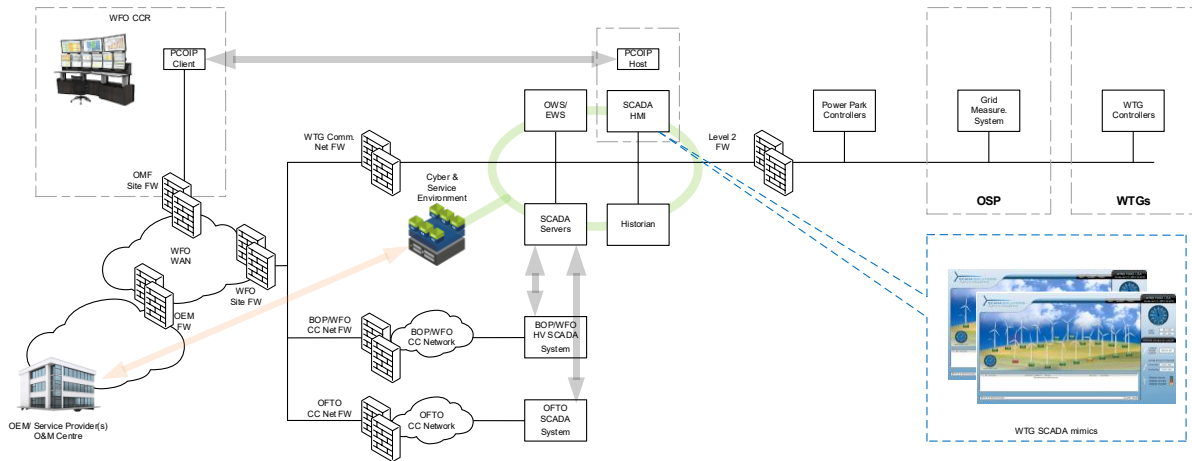 WFO CCR
PCOIP
Client
PCOIP
Host
OWS/
EWS
SCADA
HMI
Power Park
Controllers
Grid
Measure.
System
WTG
Controllers
WTG Comm.
Net FW
Level 2
FW
OMF
Site FW
Cyber &
Service
Environment
OSP
WTGs
SCADA
Servers
Historian
WFO
WAN
WFO
Site FW
OEM
FW
BOP/WFO
CC Net FW
BOP/WFO
CC Network
BOP/WFO
HV SCADA
System
OFTO
CC Net FW
OFTO
CC Network
OFTO
SCADA
System
OEM/ Service Provider(s)
O&M Centre
WTG SCADA mimics